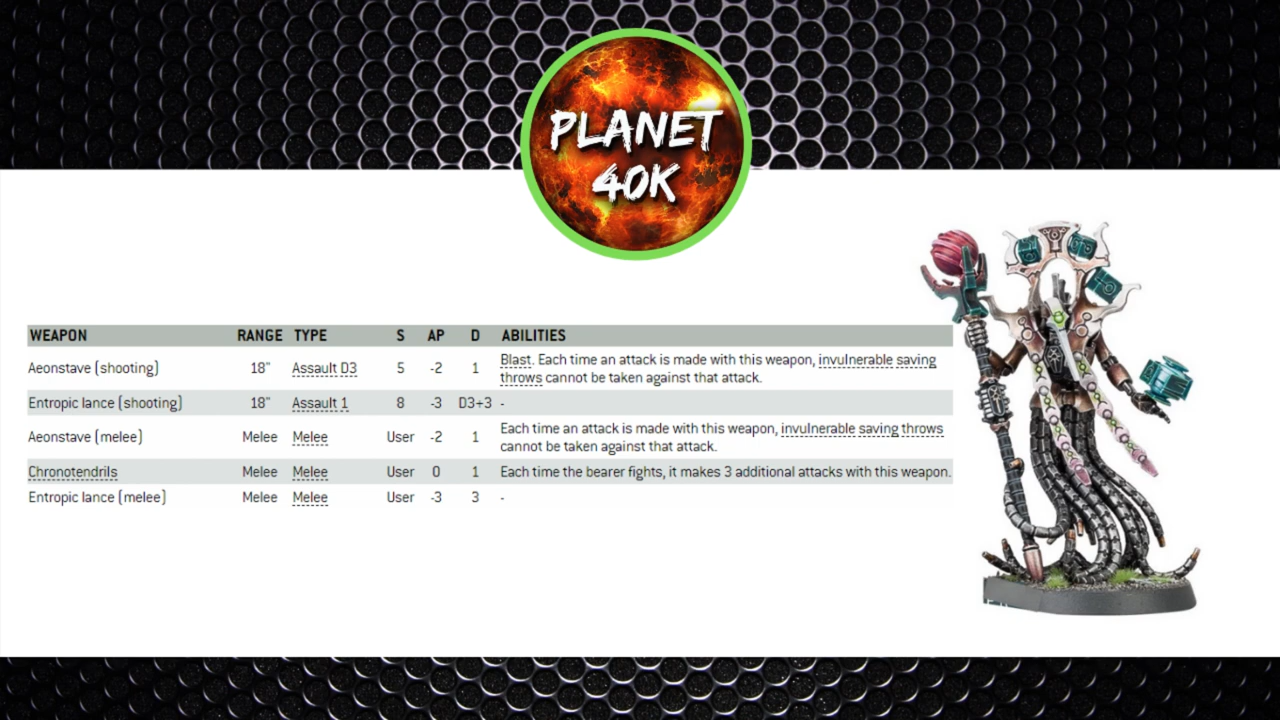 PLANET
40K
WEAPON RANGE TYPE S AP D ABILITIES
Aeonstave (shooting) 18" Assault D3 5 -2 1 Blast. Each time an attack is made with this weapon, invulnerable saving
throws cannot be taken against that attack.
Entropic lance (shooting) 18" Assault 1 8 -3 D3+3 -
Aeonstave (melee) Melee Melee User -2 1 Each time an attack is made with this weapon, invulnerable saving throws
cannot be taken against that attack.
Chronotendrils Melee Melee User 0 1 Each time the bearer fights, it makes 3 additional attacks with this weapon.
Entropic lance (melee) Melee Melee User -3 3 -